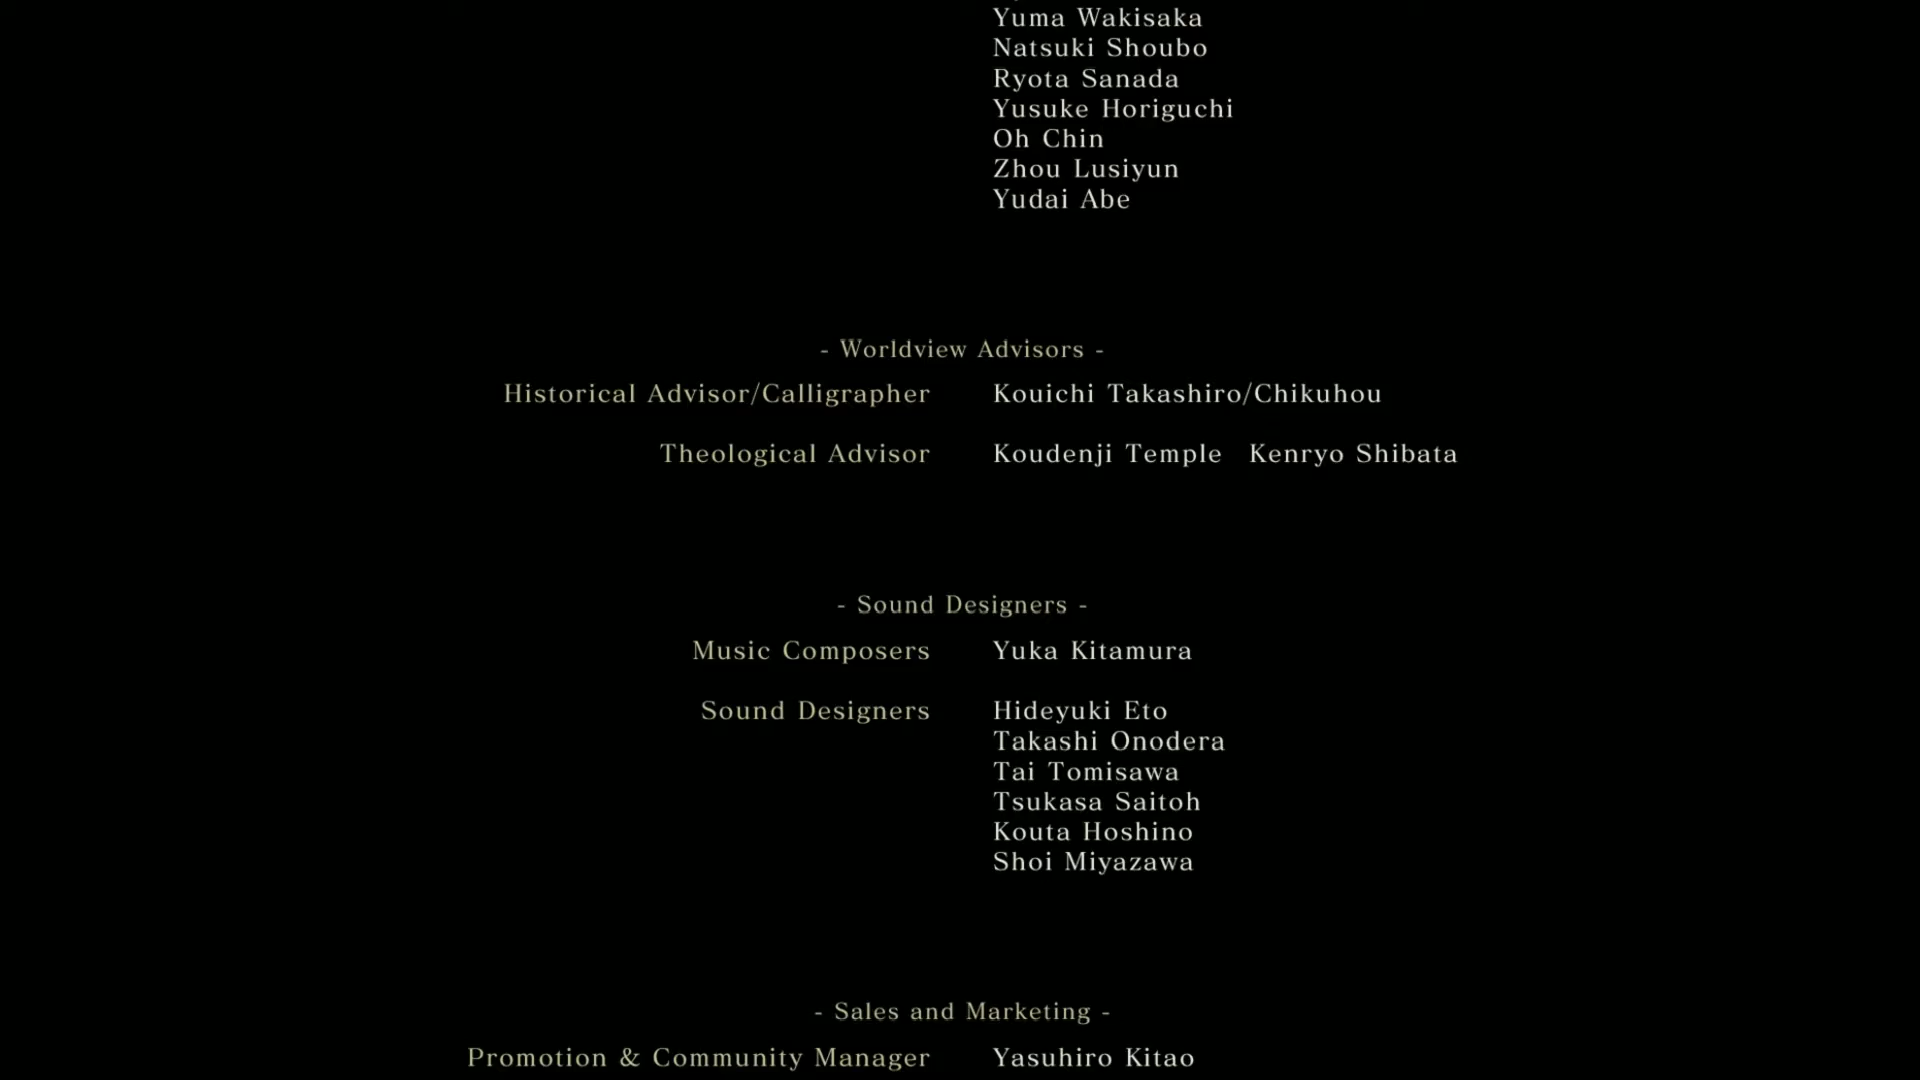 Yuma Wakisaka
Natsuki Shoubo
Ryota Sanada
Yusuke Horiguchi
Oh Chin
Zhou Lusiyun
Yudai Abe
- Worldview Advisors -
Historical Advisor/Calligrapher Kouichi Takashiro/Chikuhou
Theological Advisor Koudenji Temple Kenryo Shibata
- Sound Designers -
Music Composers Yuka Kitamura
Sound Designers Hideyuki Eto
Takashi Onodera
Tai Tomisawa
Tsukasa Saitoh
Kouta Hoshino
Shoi Miyazawa
- Sales and Marketing -
Promotion & Community Manager Yasuhiro Kitao